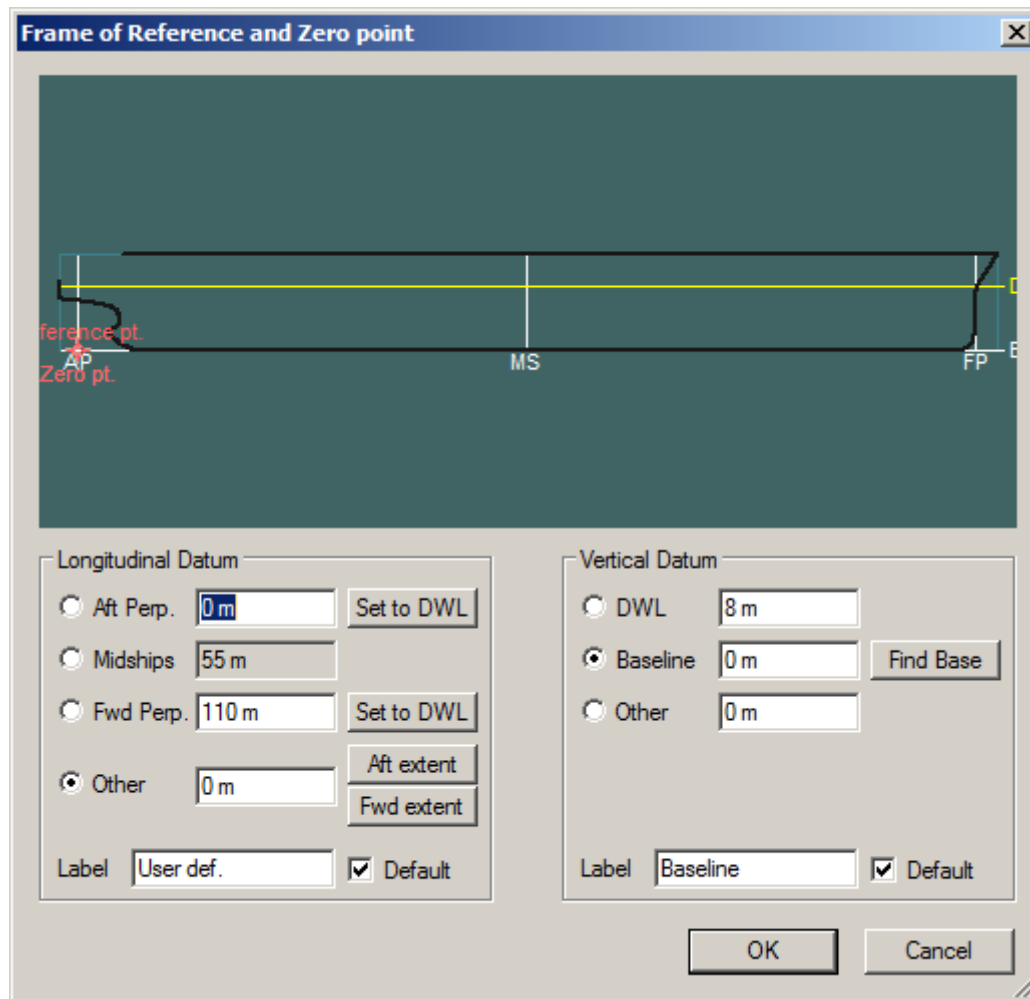 Frame of Reference and Zero point
D
ference pt.
AP
MS
FP
B
Zero pt.
Longitudinal Datum
Aft Perp. 0 m Set to DWL
Midships 55 m
Fwd Perp. 110 m Set to DWL
Other 0 m Aft extent
Fwd extent
Label User def. Default
Vertical Datum
DWL 8 m
Baseline 0 m Find Base
Other 0 m
Label Baseline Default
OK Cancel